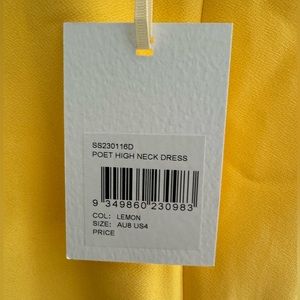 SS230116D
POET HIGH NECK DRESS
9 349860 230983
COL: LEMON
SIZE: AU8 US4
PRICE